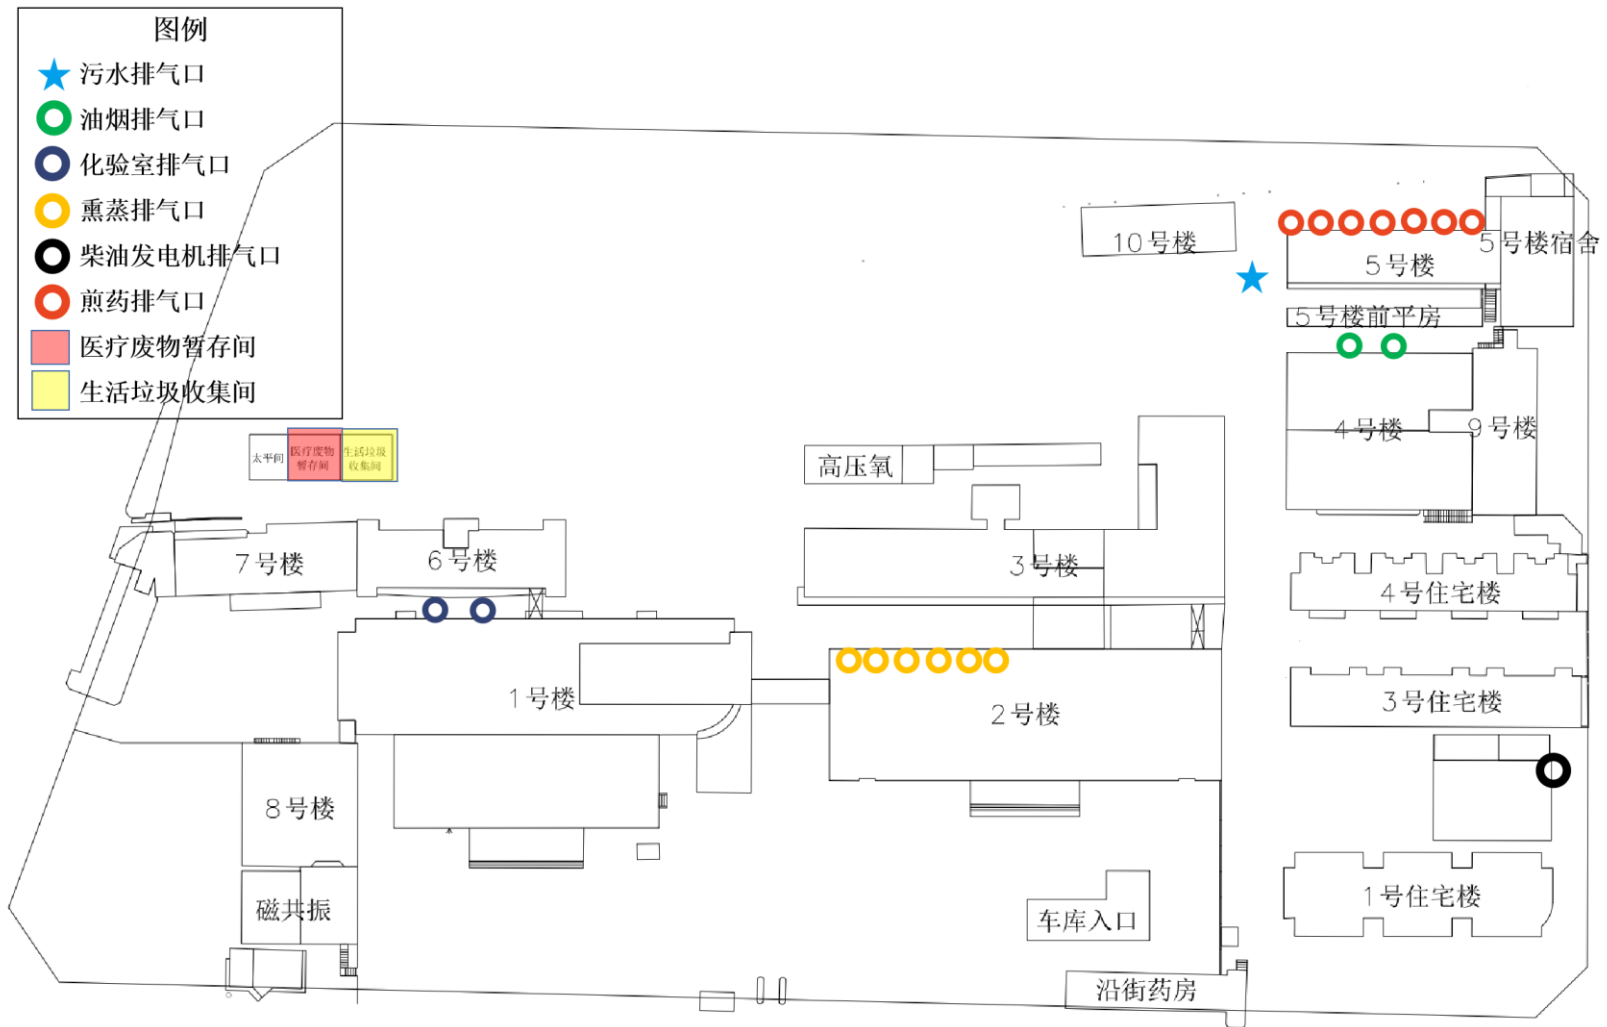 图例
污水排气口
油烟排气口
化验室排气口
熏蒸排气口
柴油发电机排气口
煎药排气口
医疗废物暂存间
生活垃圾收集间
10号楼
5号楼宿舍
5号楼
5号楼前平房
4号楼
9号楼
太平间
医疗废物
暂存间
生活垃圾
收集间
高压氧
7号楼
6号楼
3号楼
4号住宅楼
1号楼
2号楼
3号住宅楼
8号楼
磁共振
车库入口
1号住宅楼
沿街药房